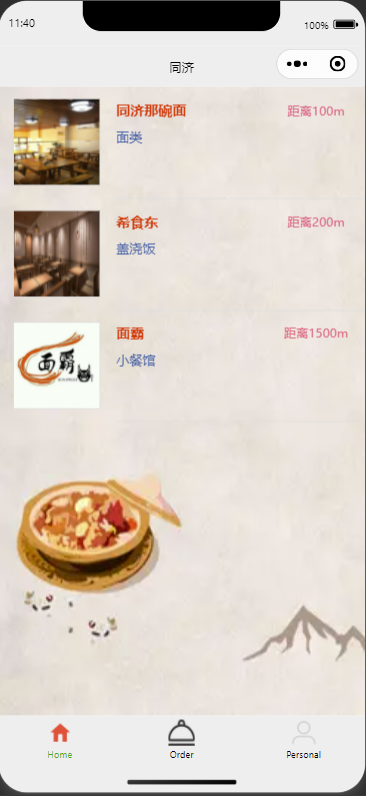 11:40
100%
同济
同济那碗面
距离100m
面类
希食东
距离200m
盖浇饭
面霸
距离1500m
面霸
小餐馆
Home
Order
Personal